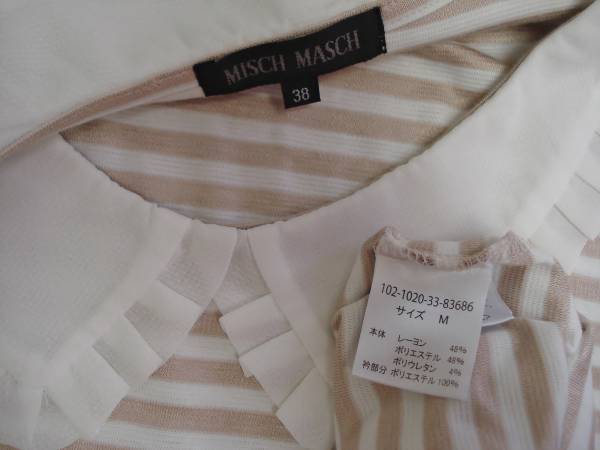 MISCH MASCH
38
102-1020-33-83686
サイズ M
本体 レーヨン 48%
ポリエステル 48%
ポリウレタン 4%
衿部分 ポリエステル 100%